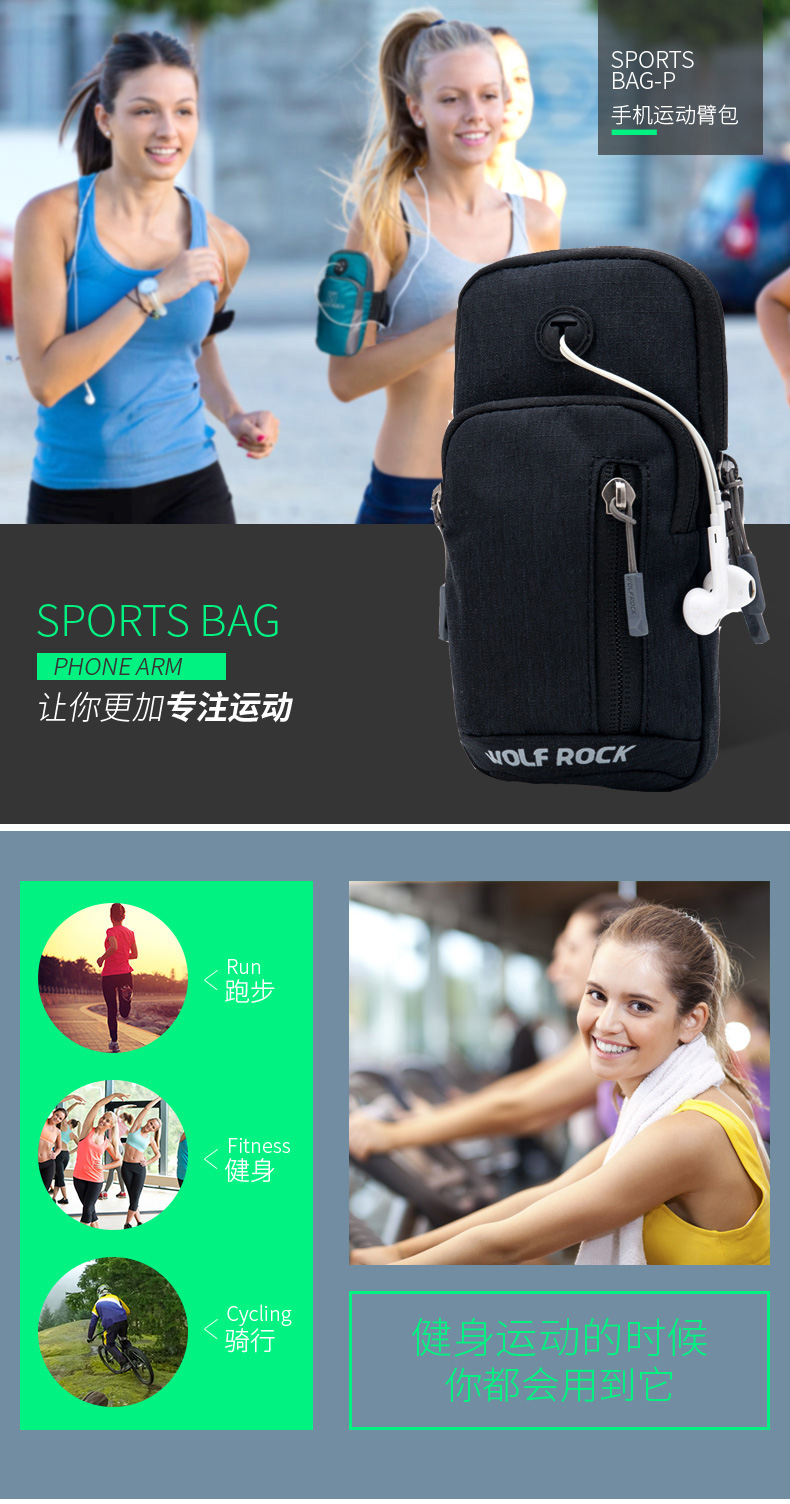 SPORTS
BAG-P
手机运动臂包
WOLF ROCK
WOLFROCK
SPORTS BAG
PHONE ARM
让你更加专注运动
Run
跑步
Fitness
健身
Cycling
骑行
健身运动的时候
你都会用到它